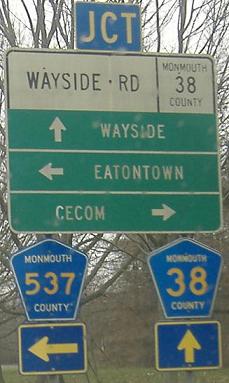 JCT
WAYSIDE · RD
MONMOUTH
38
COUNTY
WAYSIDE
EATONTOWN
CECOM
MONMOUTH
537
COUNTY
MONMOUTH
38
COUNTY